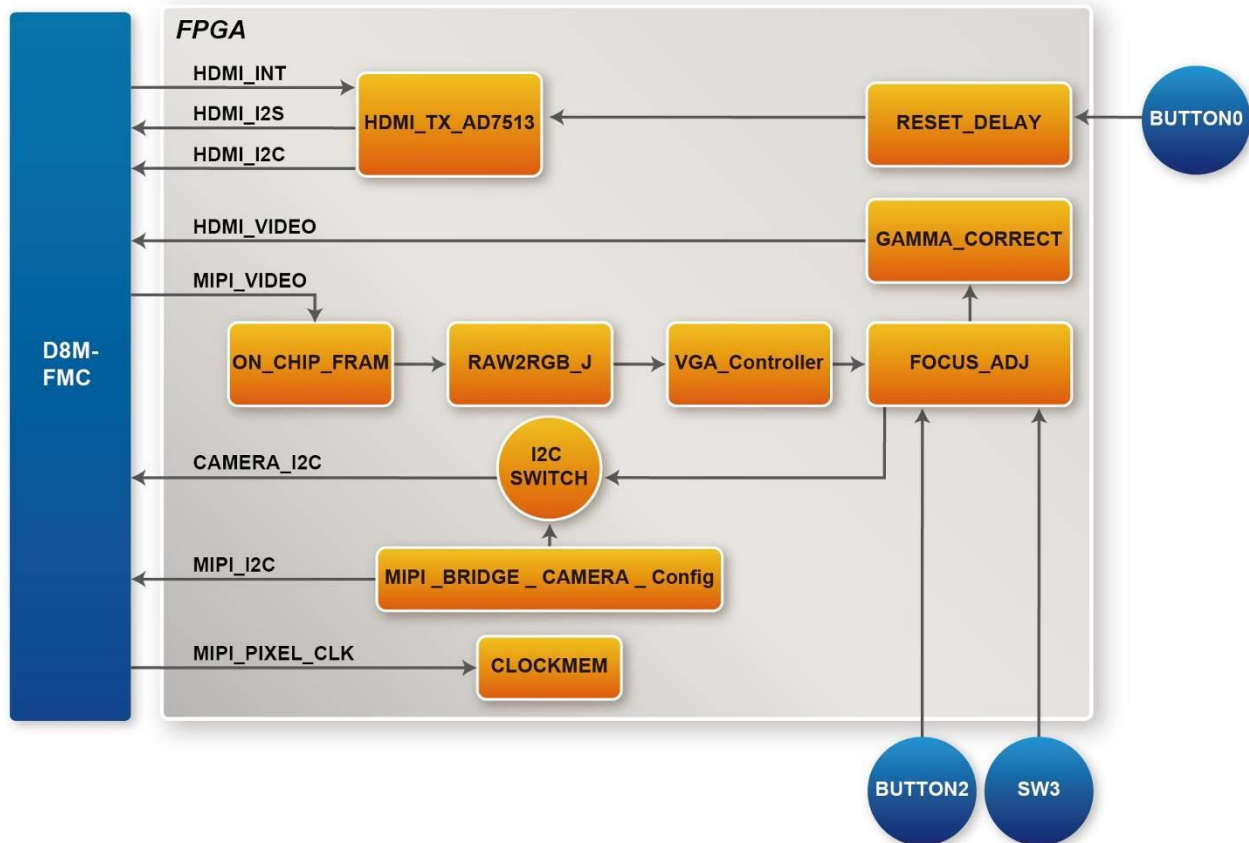 FPGA
HDMI_INT
HDMI_I2S
HDMI_I2C
HDMI_TX_AD7513
RESET_DELAY
BUTTON0
HDMI_VIDEO
GAMMA_CORRECT
MIPI_VIDEO
D8M-
FMC
ON_CHIP_FRAM
RAW2RGB_J
VGA_Controller
FOCUS_ADJ
CAMERA_I2C
I2C
SWITCH
MIPI_I2C
MIPI _BRIDGE _ CAMERA _ Config
MIPI_PIXEL_CLK
CLOCKMEM
BUTTON2
SW3